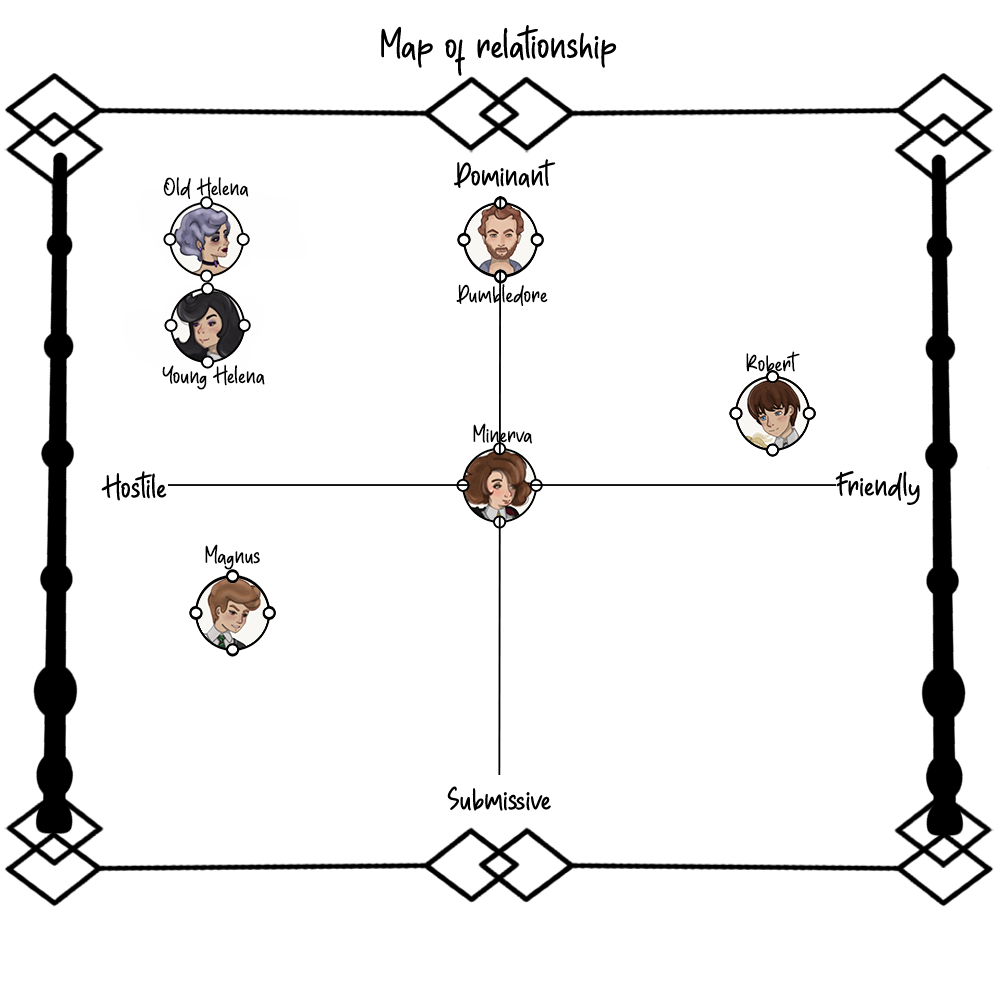 Map of relationship
Dominant
Old Helena
Dumbledore
Young Helena
Robert
Minerva
Hostile
Friendly
Magnus
Submissive